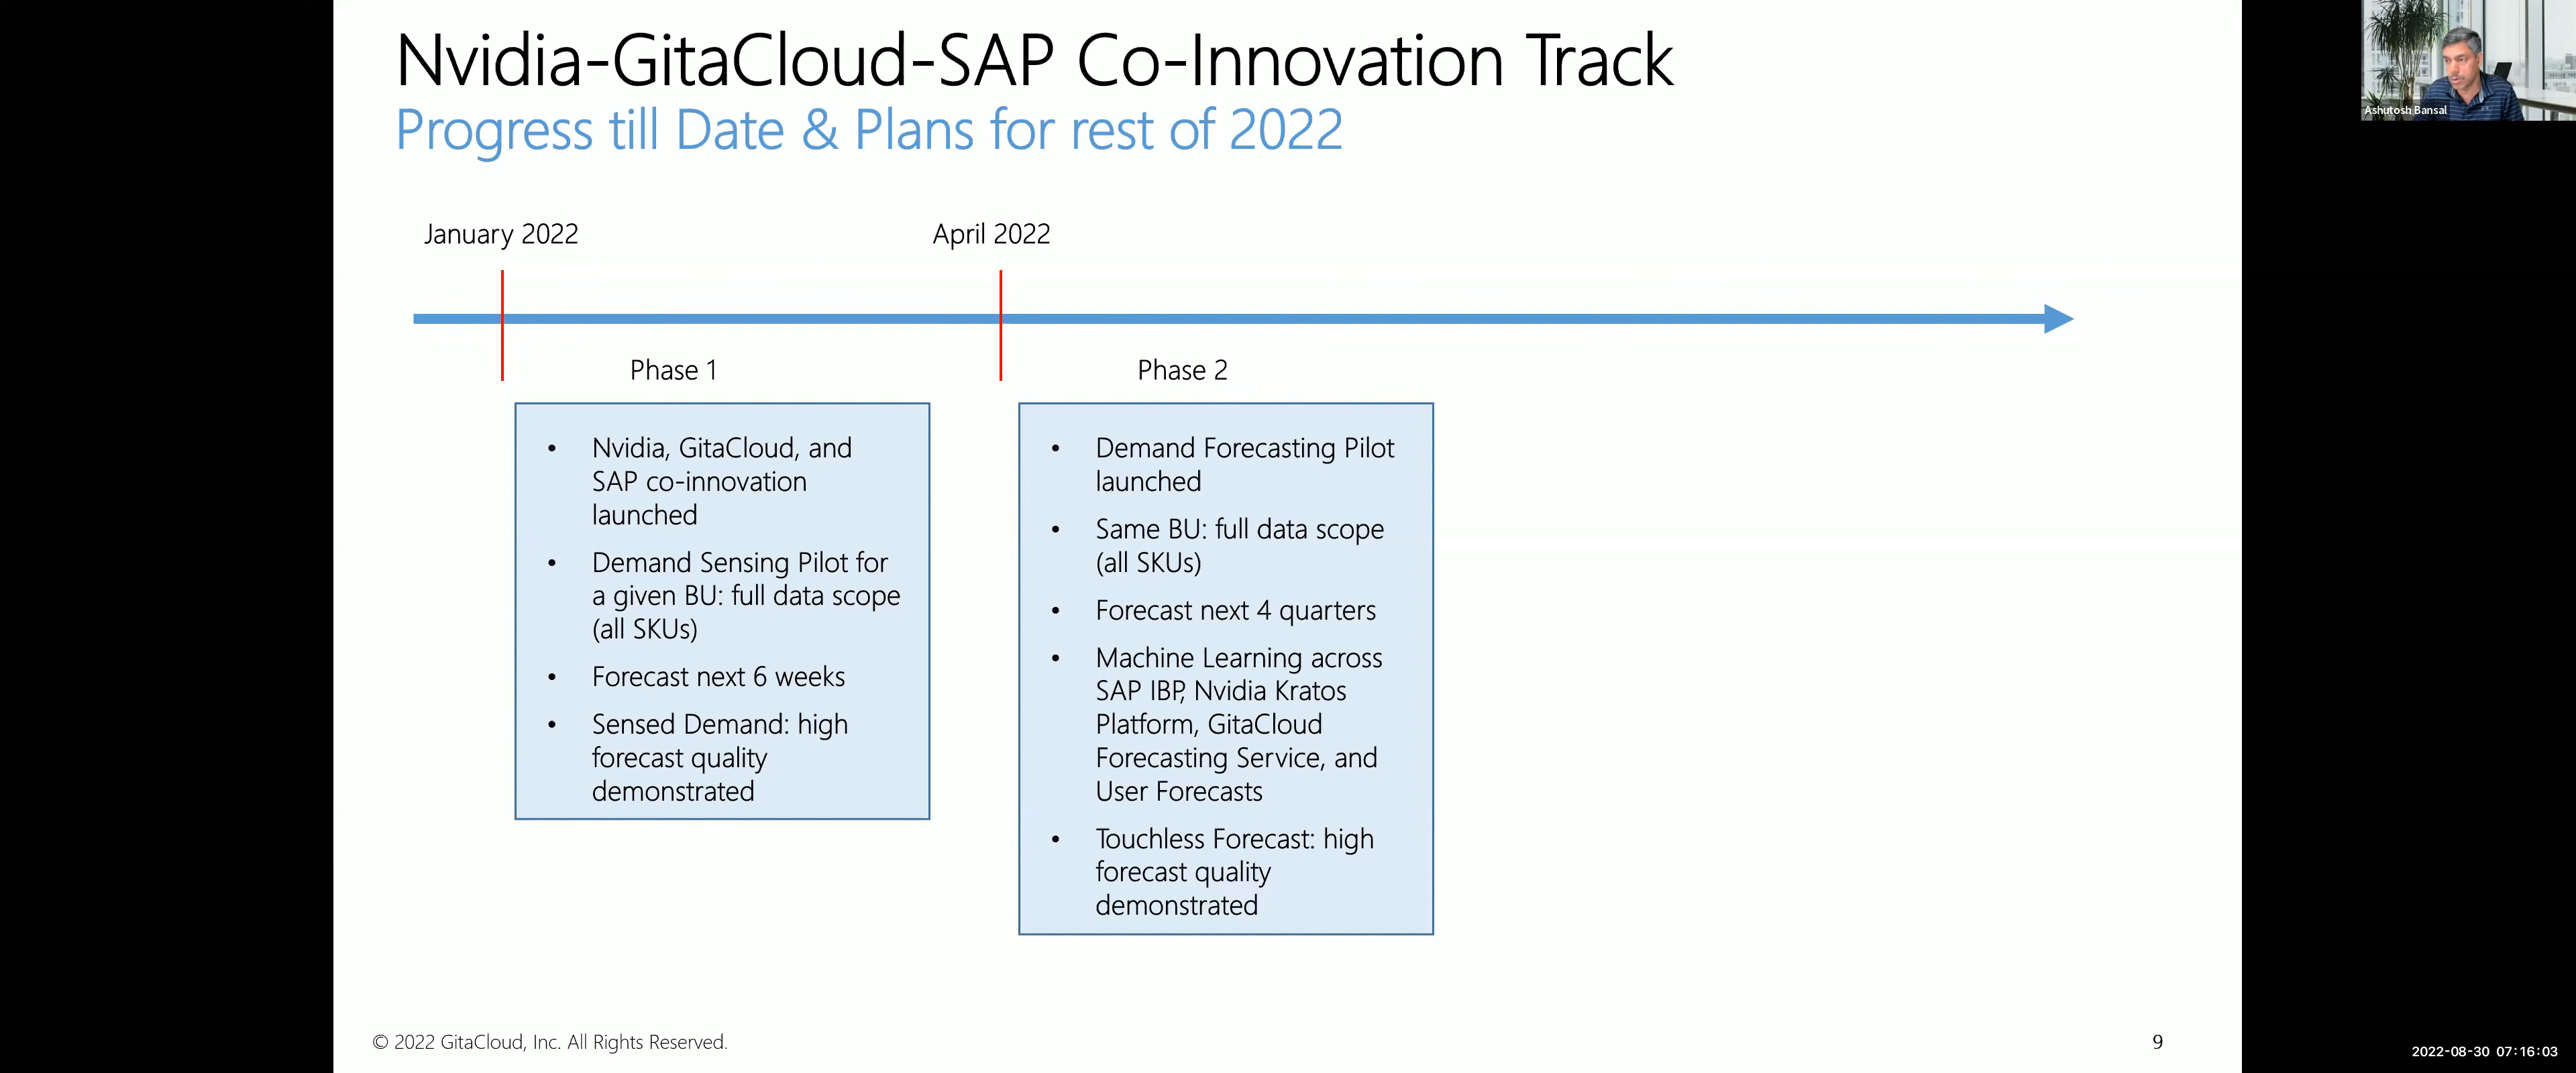 Nvidia-GitaCloud-SAP Co-Innovation Track
Progress till Date & Plans for rest of 2022
Ashutosh Bansal
January 2022
April 2022
Phase 1
Phase 2
• Nvidia, GitaCloud, and
SAP co-innovation
launched
• Demand Sensing Pilot for
a given BU: full data scope
(all SKUs)
• Forecast next 6 weeks
• Sensed Demand: high
forecast quality
demonstrated
• Demand Forecasting Pilot
launched
• Same BU: full data scope
(all SKUs)
• Forecast next 4 quarters
• Machine Learning across
SAP IBP, Nvidia Kratos
Platform, GitaCloud
Forecasting Service, and
User Forecasts
• Touchless Forecast: high
forecast quality
demonstrated
© 2022 GitaCloud, Inc. All Rights Reserved.
9
2022-08-30 07:16:03